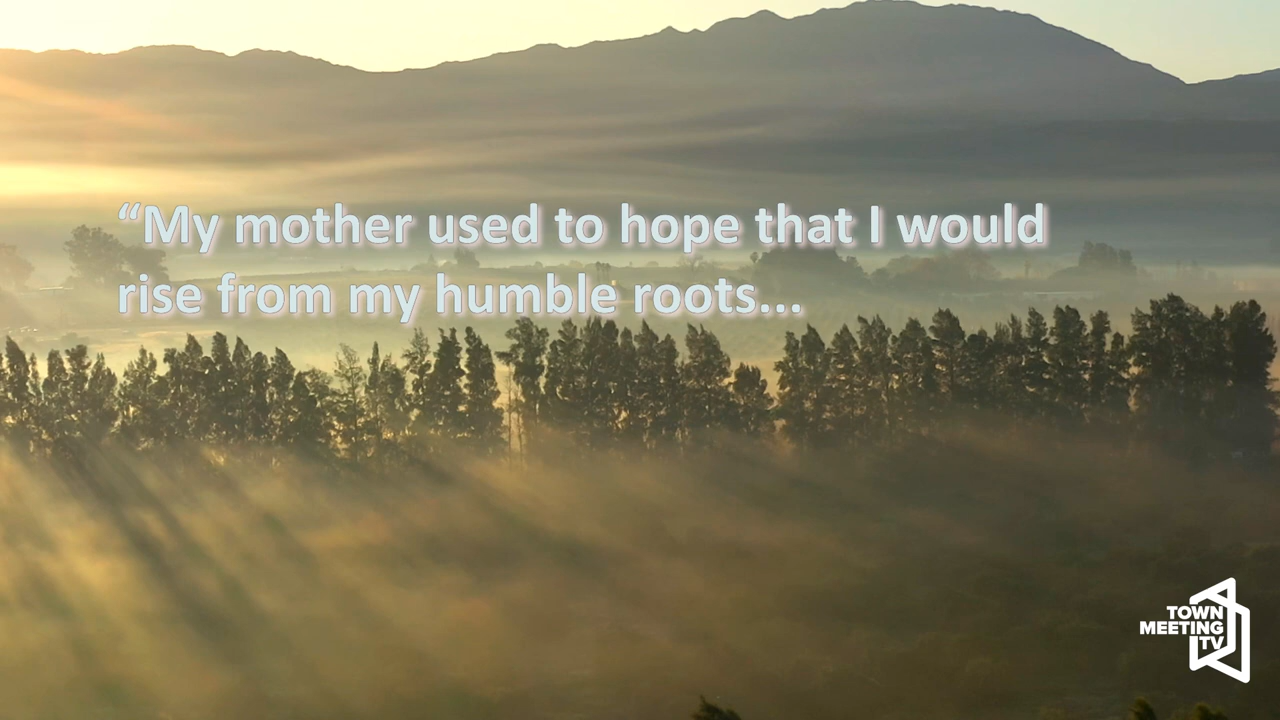 “My mother used to hope that I would
rise from my humble roots...
TOWN
MEETING
TV